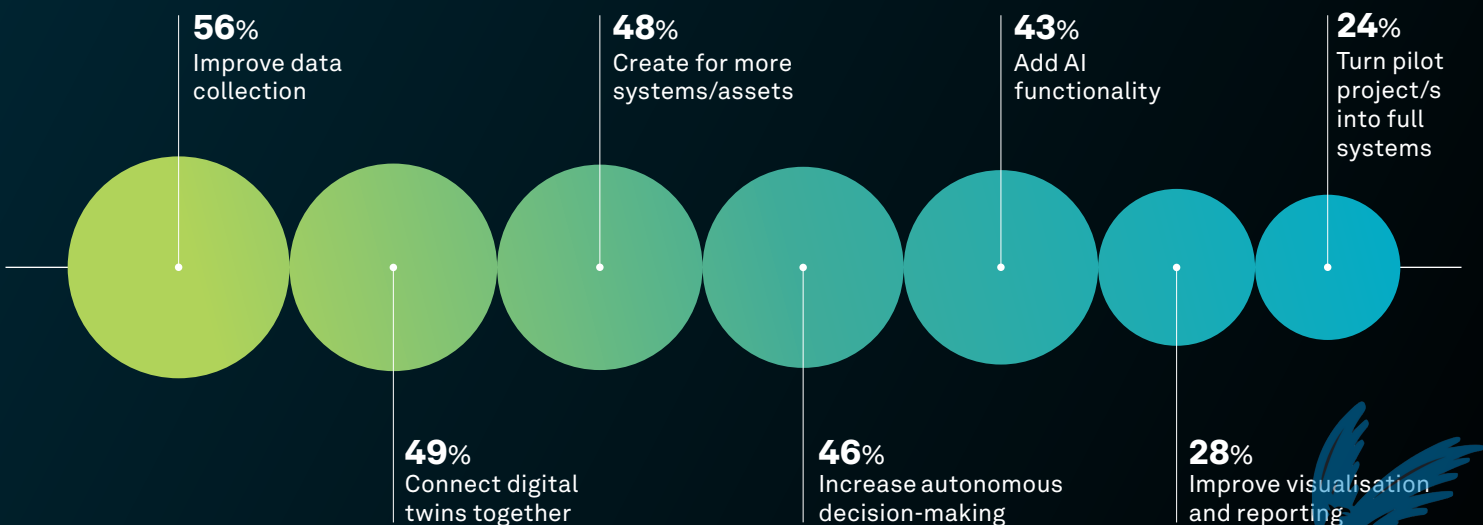 56%
Improve data
collection
48%
Create for more
systems/assets
43%
Add AI
functionality
24%
Turn pilot
project/s
into full
systems
49%
Connect digital
twins together
46%
Increase autonomous
decision-making
28%
Improve visualisation
and reporting